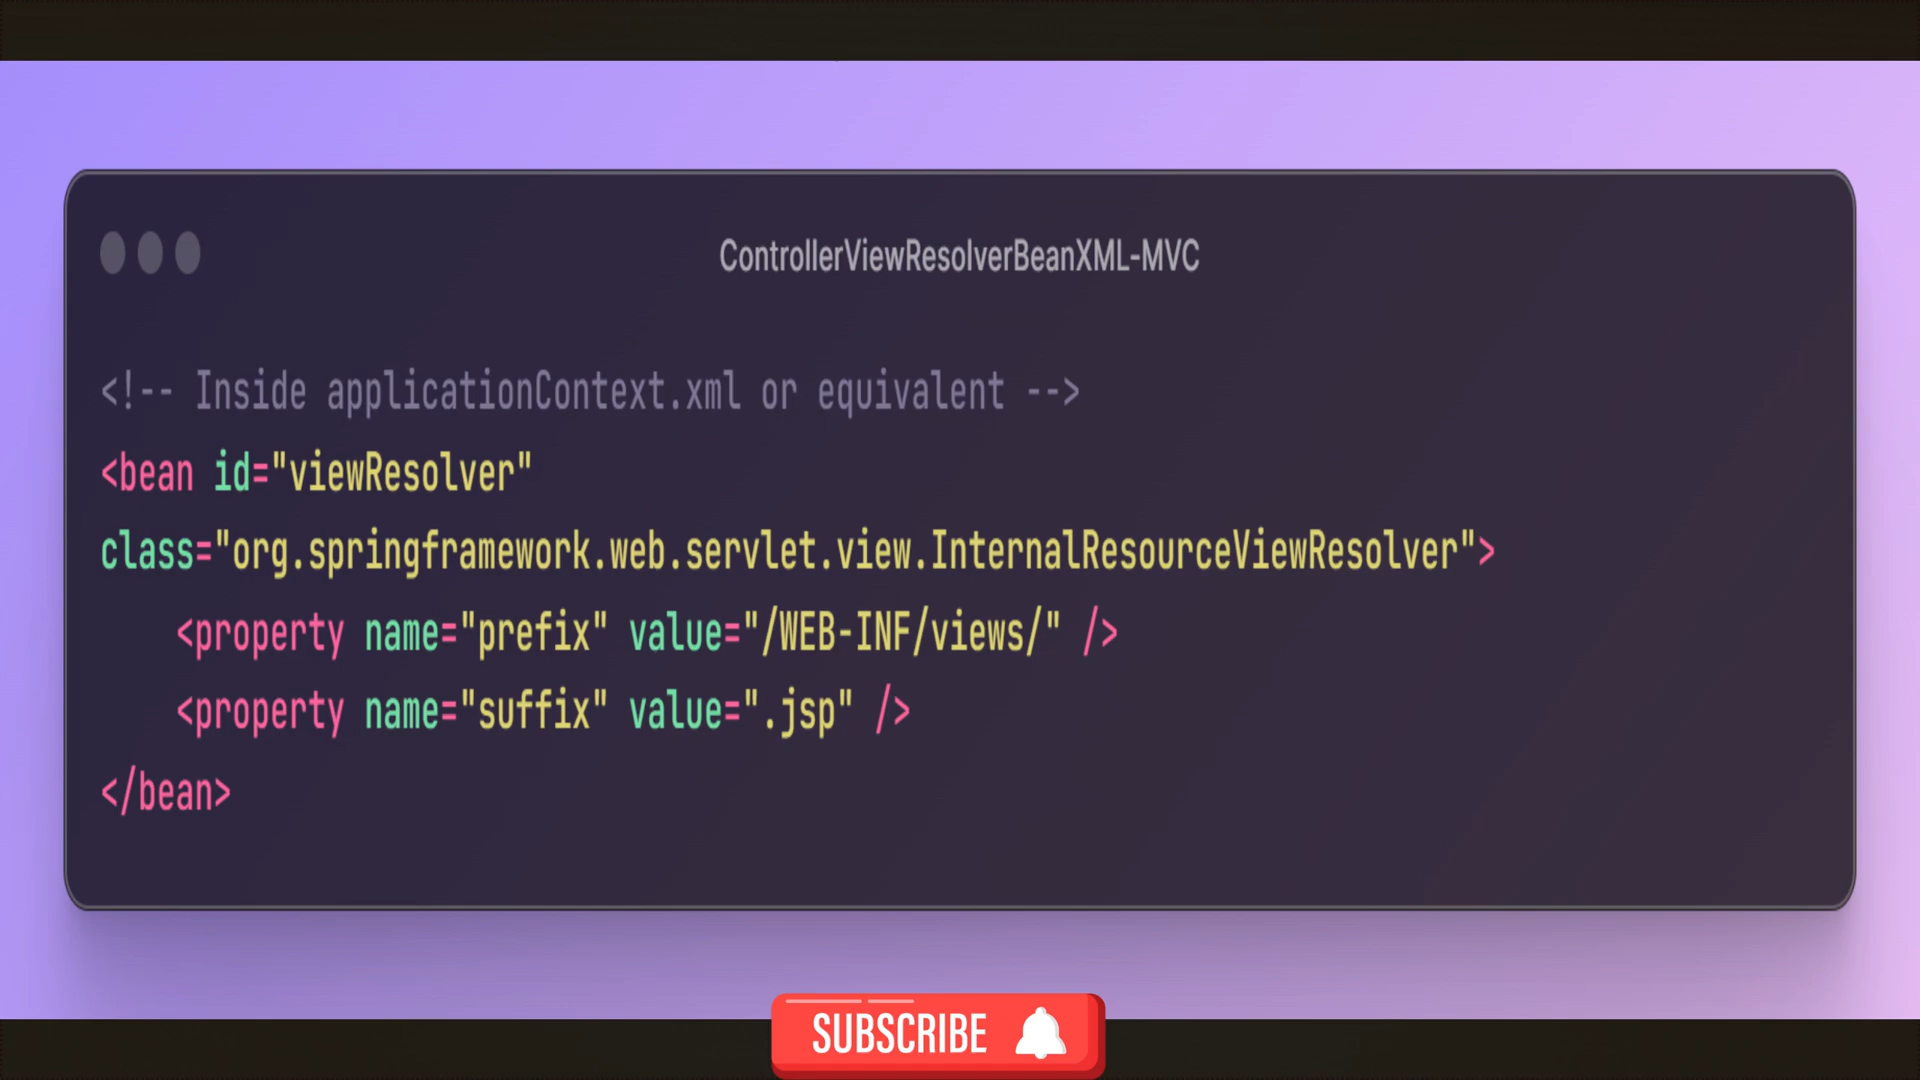 ControllerViewResolverBeanXML-MVC
<!-- Inside applicationContext.xml or equivalent -->
<bean id="viewResolver"
class="org.springframework.web.servlet.view.InternalResourceViewResolver">
    <property name="prefix" value="/WEB-INF/views/" />
    <property name="suffix" value=".jsp" />
</bean>
SUBSCRIBE